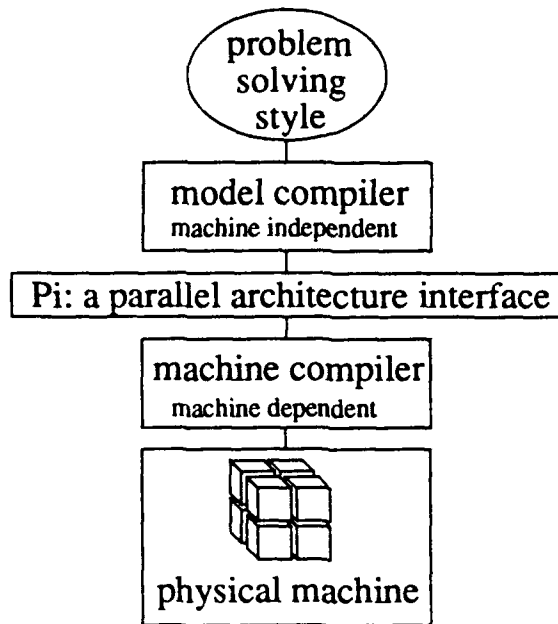 problem
solving
style
model compiler
machine independent
Pi: a parallel architecture interface
machine compiler
machine dependent
physical machine